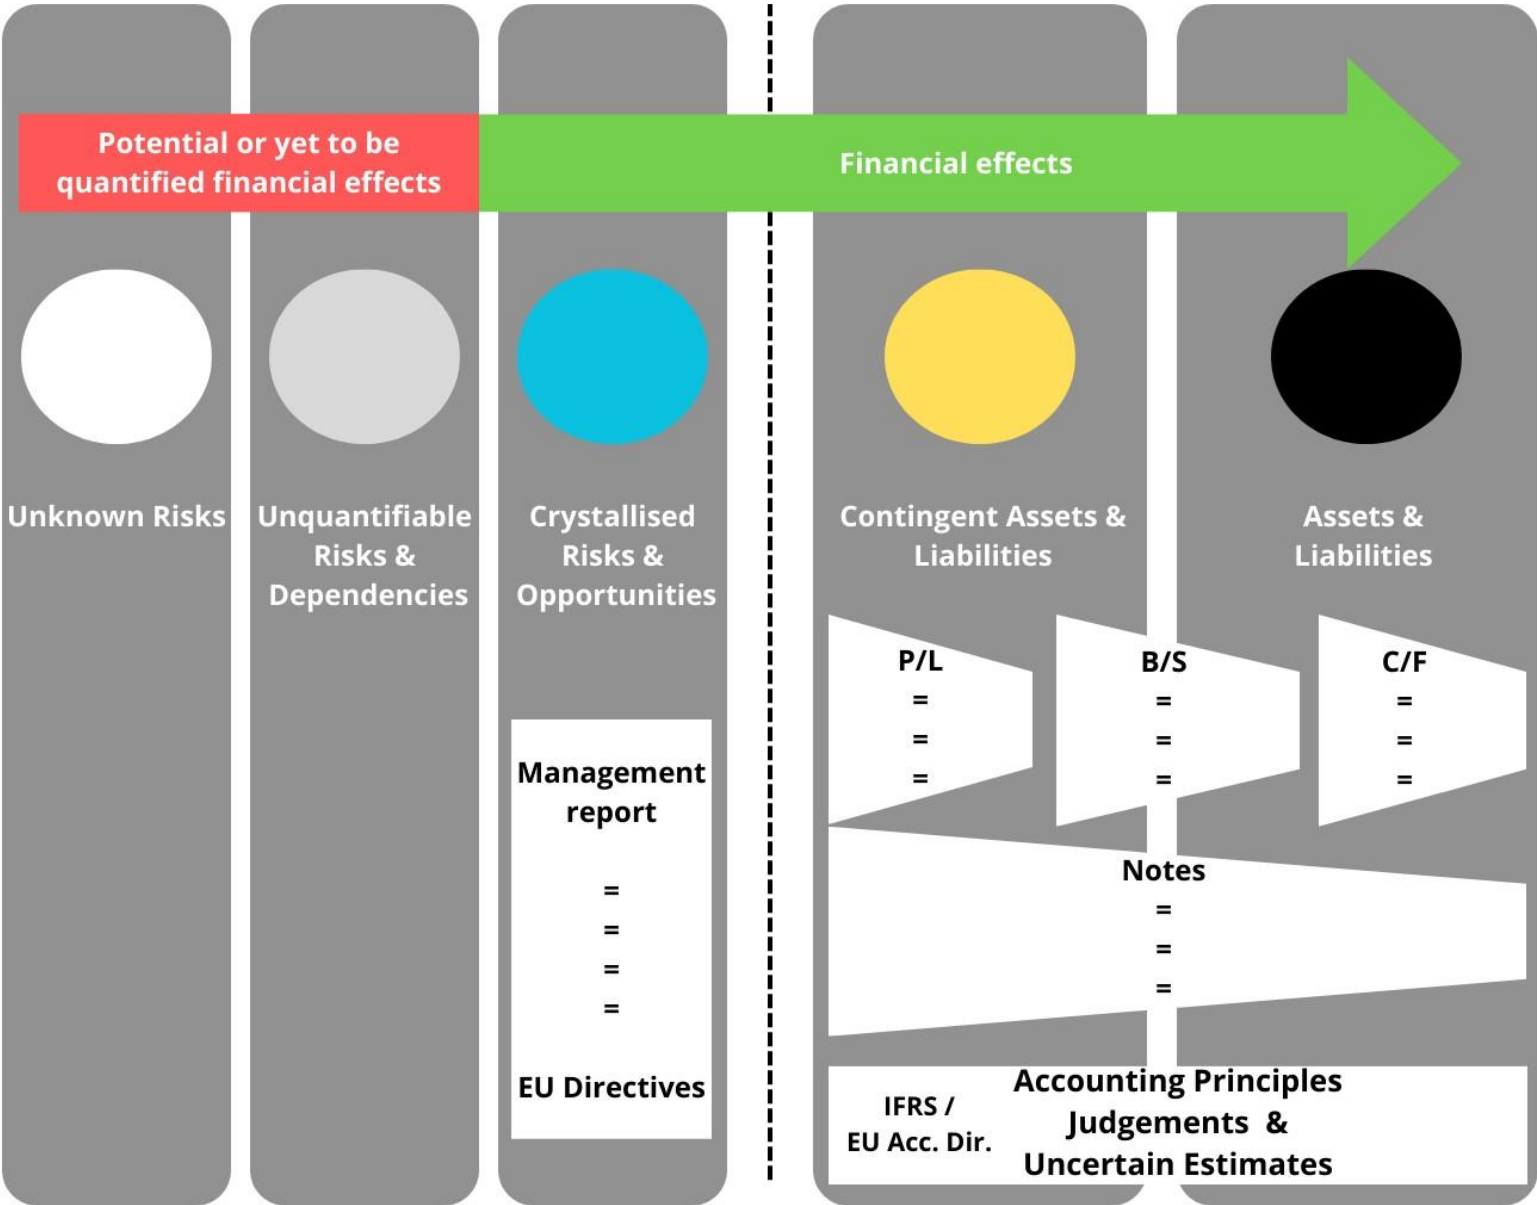 Potential or yet to be
quantified financial effects
Financial effects
Unknown Risks
Unquantifiable
Risks &
Dependencies
Crystallised
Risks &
Opportunities
Contingent Assets &
Liabilities
Assets &
Liabilities
Management
report
=
=
=
=
EU Directives
P/L
=
=
=
B/S
=
=
=
C/F
=
=
=
Notes
=
=
=
IFRS /
EU Acc. Dir.
Accounting Principles
Judgements &
Uncertain Estimates